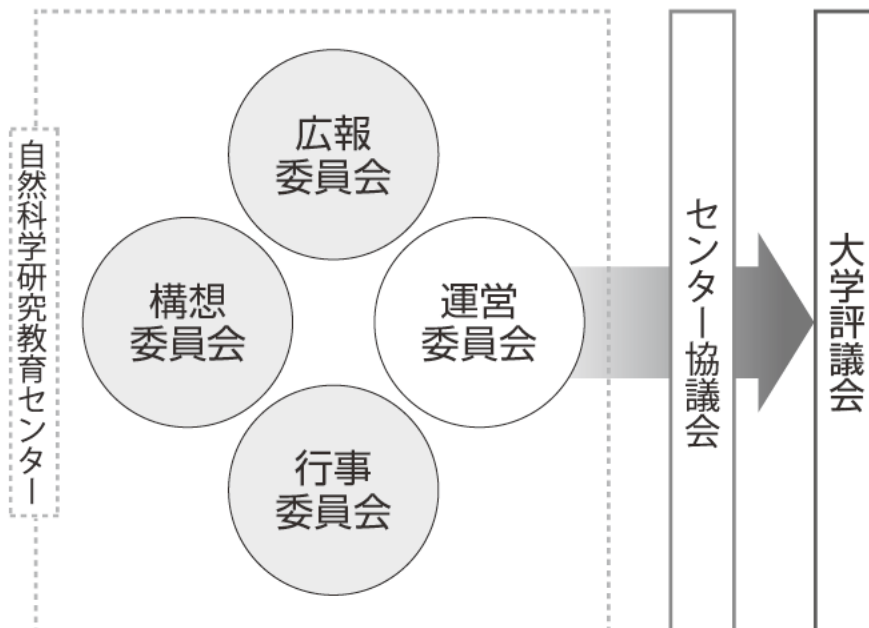 自然科学研究教育センター
広報
委員会
構想
委員会
運営
委員会
行事
委員会
センター協議会
大学評議会